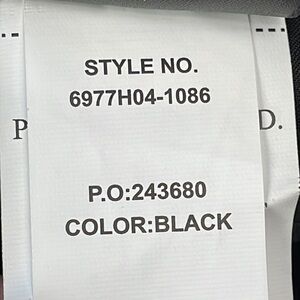 STYLE NO.
6977H04-1086
P
D.
P.O:243680
COLOR:BLACK